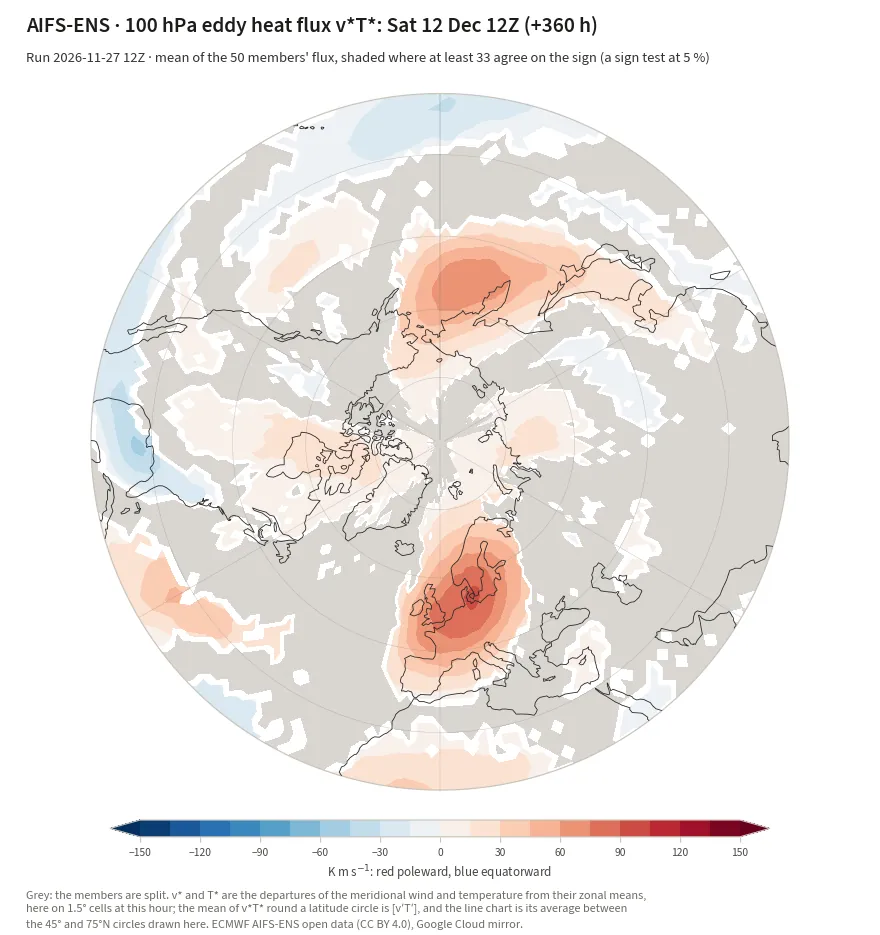 AIFS-ENS · 100 hPa eddy heat flux v*T*: Sat 12 Dec 12Z (+360 h)
Run 2026-11-27 12Z · mean of the 50 members' flux, shaded where at least 33 agree on the sign (a sign test at 5 %)
−150 −120 −90 −60 −30 0 30 60 90 120 150
K m s⁻¹: red poleward, blue equatorward
Grey: the members are split. v* and T* are the departures of the meridional wind and temperature from their zonal means,
here on 1.5° cells at this hour; the mean of v*T* round a latitude circle is [v′T′], and the line chart is its average between
the 45° and 75°N circles drawn here. ECMWF AIFS-ENS open data (CC BY 4.0), Google Cloud mirror.